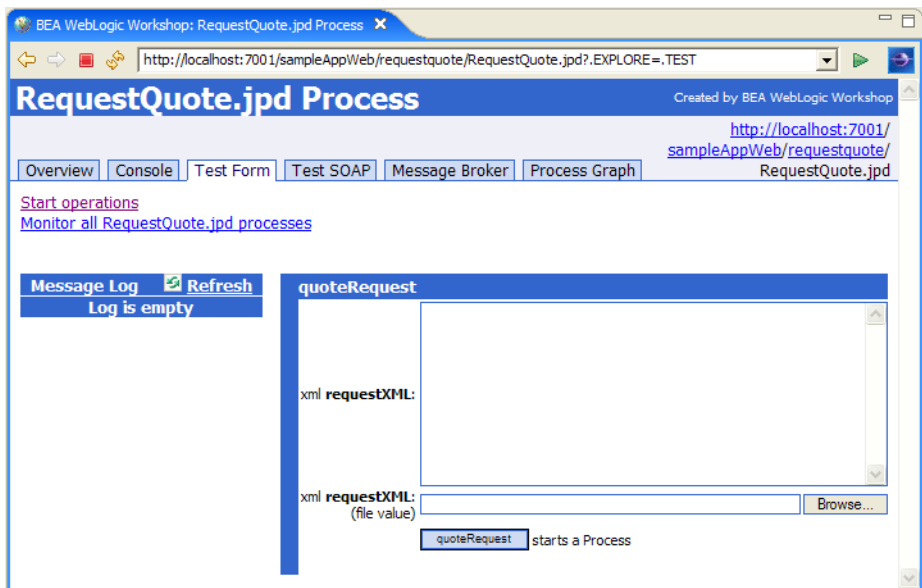 BEA WebLogic Workshop: RequestQuote.jpd Process
http://localhost:7001/sampleAppWeb/requestquote/RequestQuote.jpd?.EXPLORE=.TEST
RequestQuote.jpd Process
Created by BEA WebLogic Workshop
http://localhost:7001/
sampleAppWeb/requestquote/
RequestQuote.jpd
Overview Console Test Form Test SOAP Message Broker Process Graph
Start operations
Monitor all RequestQuote.jpd processes
Message Log Refresh
Log is empty
quoteRequest
xml requestXML:
xml requestXML:
(file value)
Browse...
quoteRequest starts a Process